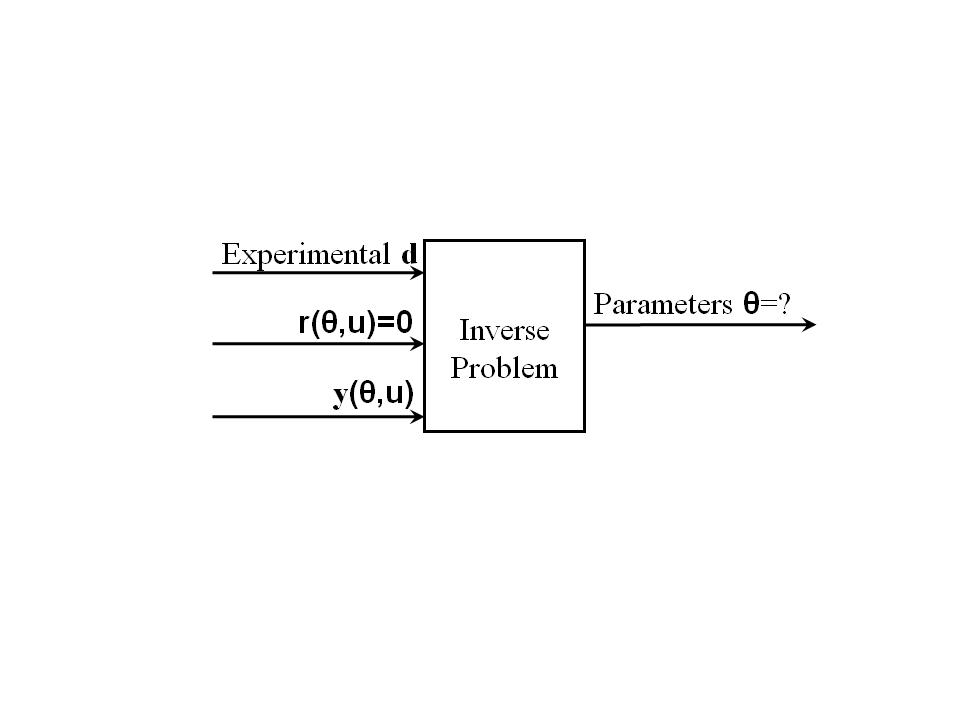 Experimental d
r(θ,u)=0
y(θ,u)
Inverse
Problem
Parameters θ=?